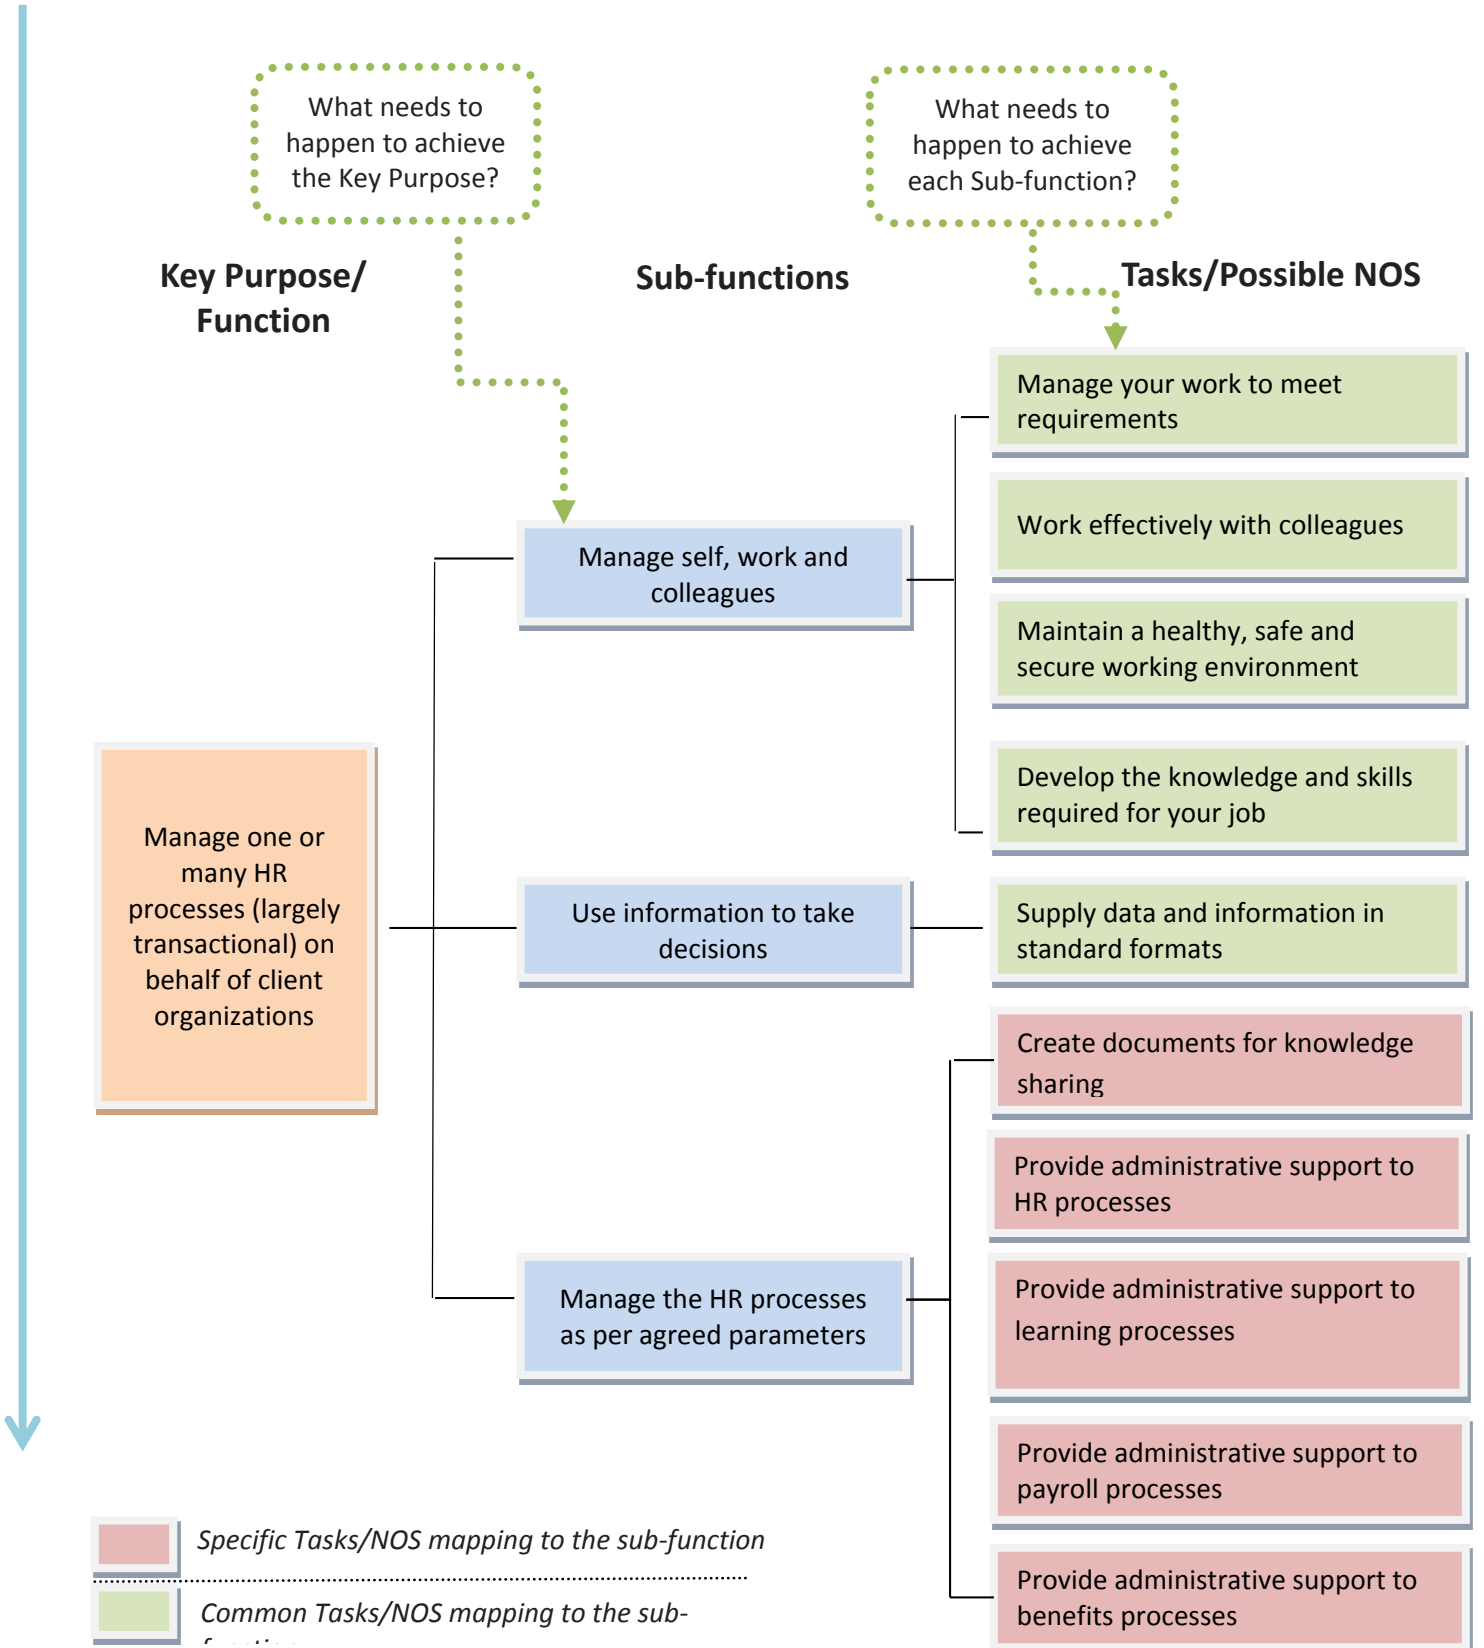 What needs to
happen to achieve
the Key Purpose?
What needs to
happen to achieve
each Sub-function?
Key Purpose/
Function
Sub-functions
Tasks/Possible NOS
Manage your work to meet
requirements
Work effectively with colleagues
Manage self, work and
colleagues
Maintain a healthy, safe and
secure working environment
Develop the knowledge and skills
required for your job
Manage one or
many HR
processes (largely
transactional) on
behalf of client
organizations
Use information to take
decisions
Supply data and information in
standard formats
Create documents for knowledge
sharing
Provide administrative support to
HR processes
Manage the HR processes
as per agreed parameters
Provide administrative support to
learning processes
Provide administrative support to
payroll processes
Provide administrative support to
benefits processes
Specific Tasks/NOS mapping to the sub-function
Common Tasks/NOS mapping to the sub-